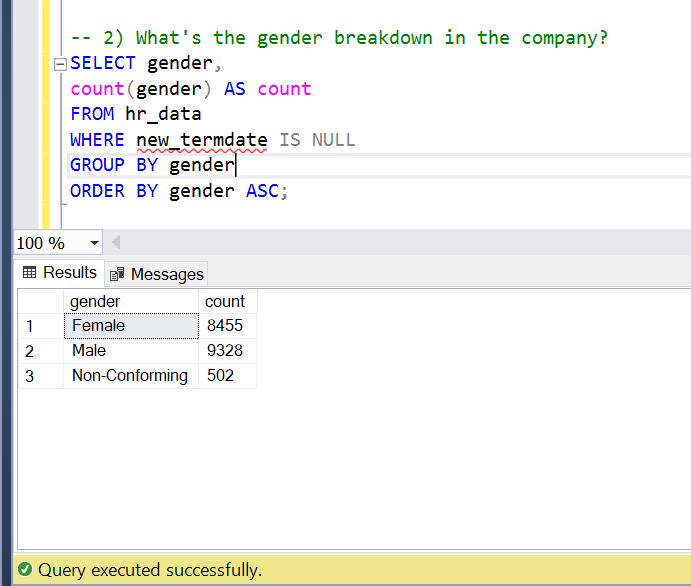 -- 2) What's the gender breakdown in the company?
SELECT gender,
count(gender) AS count
FROM hr_data
WHERE new_termdate IS NULL
GROUP BY gender
ORDER BY gender ASC;
100 %
Results Messages
gender count
1 Female 8455
2 Male 9328
3 Non-Conforming 502
Query executed successfully.